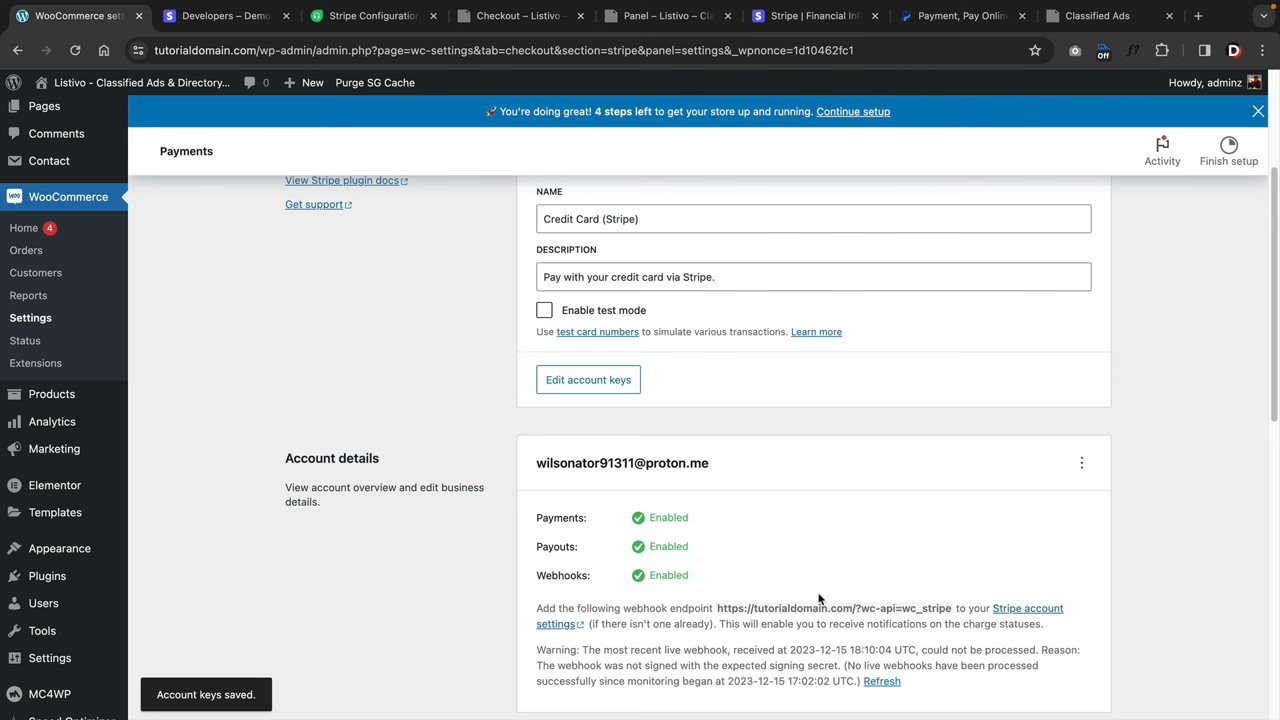 WooCommerce sett
Developers – Demo
Stripe Configuration
Checkout – Listivo –
Panel – Listivo – Cla
Stripe | Financial Inf
Payment, Pay Online
Classified Ads
tutorialdomain.com/wp-admin/admin.php?page=wc-settings&tab=checkout&section=stripe&panel=settings&_wpnonce=1d10462fc1
Off
f?
D
Listivo - Classified Ads & Directory...
0
New
Purge SG Cache
Howdy, adminz
Pages
Comments
Contact
WooCommerce
Home 4
Orders
Customers
Reports
Settings
Status
Extensions
Products
Analytics
Marketing
Elementor
Templates
Appearance
Plugins
Users
Tools
Settings
MC4WP
Speed Optimizer
🚀 You're doing great! 4 steps left to get your store up and running. Continue setup
Payments
Activity
Finish setup
View Stripe plugin docs
Get support
NAME
Credit Card (Stripe)
DESCRIPTION
Pay with your credit card via Stripe.
Enable test mode
Use test card numbers to simulate various transactions. Learn more
Edit account keys
Account details
View account overview and edit business
details.
wilsonator91311@proton.me
Payments: Enabled
Payouts: Enabled
Webhooks: Enabled
Add the following webhook endpoint https://tutorialdomain.com/?wc-api=wc_stripe to your Stripe account
settings (if there isn't one already). This will enable you to receive notifications on the charge statuses.
Warning: The most recent live webhook, received at 2023-12-15 18:10:04 UTC, could not be processed. Reason:
The webhook was not signed with the expected signing secret. (No live webhooks have been processed
successfully since monitoring began at 2023-12-15 17:02:02 UTC.) Refresh
Account keys saved.